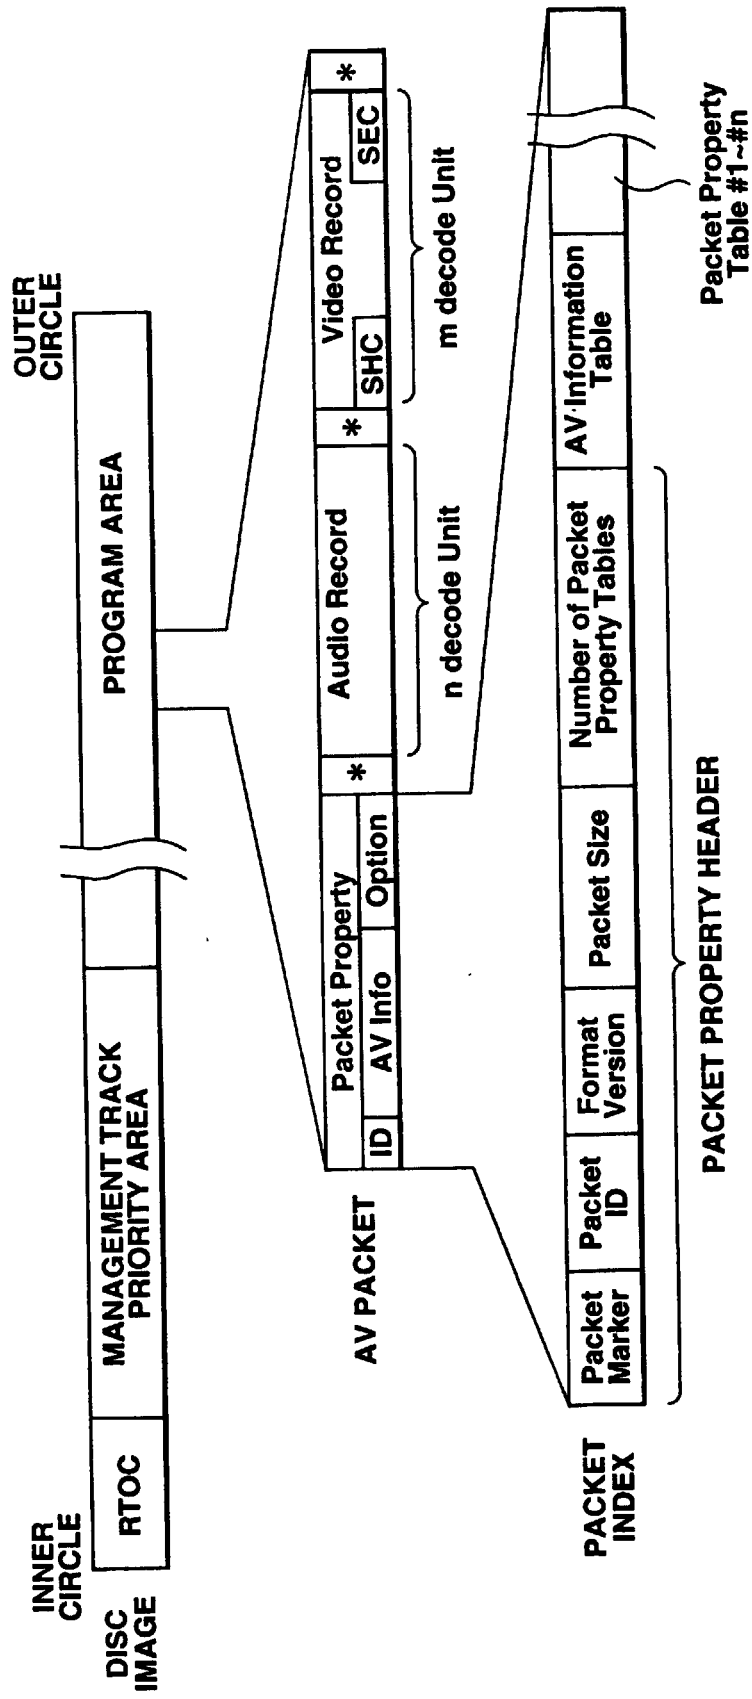 INNER
CIRCLE
OUTER
CIRCLE
DISC
IMAGE
RTOC
MANAGEMENT TRACK
PRIORITY AREA
PROGRAM AREA
AV PACKET
Packet Property
ID
AV Info
Option
*
Audio Record
*
Video Record
SHC
SEC
*
n decode Unit
m decode Unit
PACKET
INDEX
Packet
Marker
Packet
ID
Format
Version
Packet Size
Number of Packet
Property Tables
AV·Information
Table
PACKET PROPERTY HEADER
Packet Property
Table #1~#n